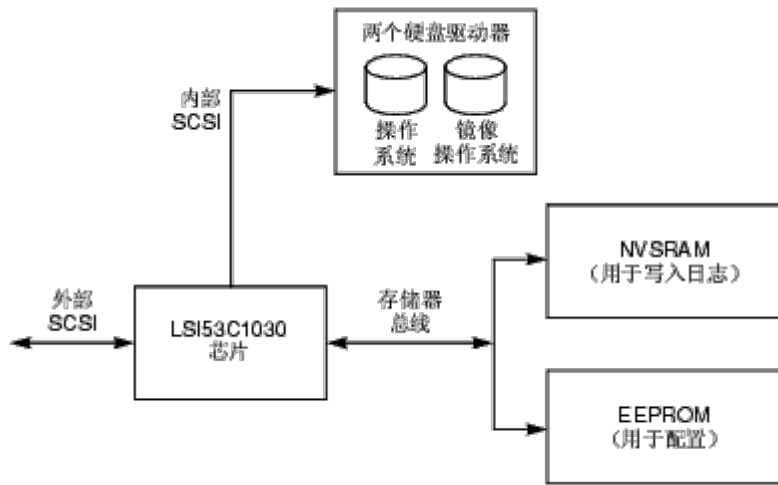 两个硬盘驱动器
操作
系统
镜像
操作系统
内部
SCSI
NVSRAM
（用于写入日志）
外部
SCSI
LSI53C1030
芯片
存储器
总线
EEPROM
（用于配置）